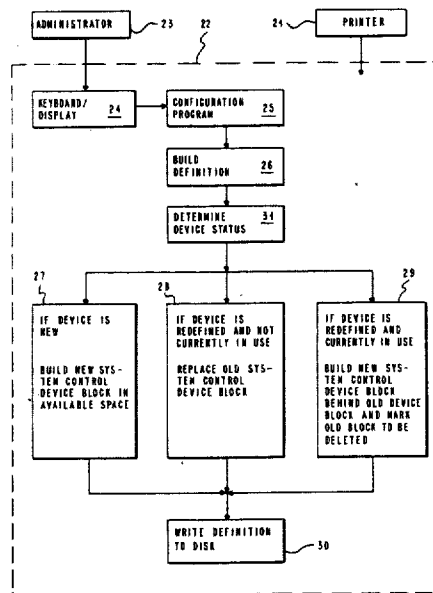 ADMINISTRATOR
23
22
21
PRINTER
KEYBOARD/
DISPLAY
24
CONFIGURATION
PROGRAM
25
BUILD
DEFINITION
26
DETERMINE
DEVICE STATUS
31
27
IF DEVICE IS
NEW
BUILD NEW SYS-
TEM CONTROL
DEVICE BLOCK IN
AVAILABLE SPACE
28
IF DEVICE IS
REDEFINED AND NOT
CURRENTLY IN USE
REPLACE OLD SYS-
TEM CONTROL
DEVICE BLOCK
29
IF DEVICE IS
REDEFINED AND
CURRENTLY IN USE
BUILD NEW SYS-
TEM CONTROL
DEVICE BLOCK
BEHIND OLD DEVICE
BLOCK AND MARK
OLD BLOCK TO BE
DELETED
WRITE DEFINITION
TO DISK
30